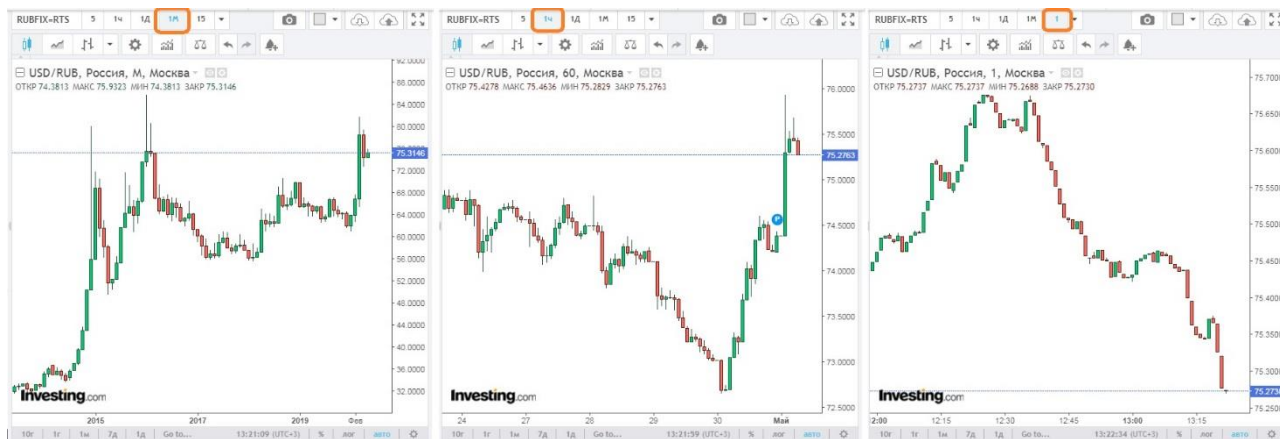 RUBFIX=RTS 5 1ч 1Д 1М 15
USD/RUB, Россия, М, Москва
ОТКР 74.3813 МАКС 75.9323 МИН 74.3813 ЗАКР 75.3146
92.0000
84.0000
80.0000
75.3146
72.0000
68.0000
64.0000
60.0000
56.0000
52.0000
48.0000
44.0000
40.0000
36.0000
32.0000
Investing.com
2015 2017 2019 Фев
10г 1г 1м 7д 1д Go to... 13:21:09 (UTC+3) % лог авто
RUBFIX=RTS 5 1ч 1Д 1М 15
USD/RUB, Россия, 60, Москва
ОТКР 75.4278 МАКС 75.4636 МИН 75.2829 ЗАКР 75.2763
76.0000
75.5000
75.2763
75.0000
74.5000
74.0000
73.5000
73.0000
72.5000
P
Investing.com
24 25 26 27 28 29 30 Май
10г 1г 1м 7д 1д Go to... 13:21:59 (UTC+3) % лог авто
RUBFIX=RTS 5 1ч 1Д 1М 1
USD/RUB, Россия, 1, Москва
ОТКР 75.2737 МАКС 75.2737 МИН 75.2688 ЗАКР 75.2730
75.7000
75.6500
75.6000
75.5500
75.5000
75.4500
75.4000
75.3500
75.3000
75.2730
75.2500
Investing.com
2:00 12:15 12:30 12:45 13:00 13:15
10г 1г 1м 7д 1д Go to... 13:22:34 (UTC+3) % лог авто